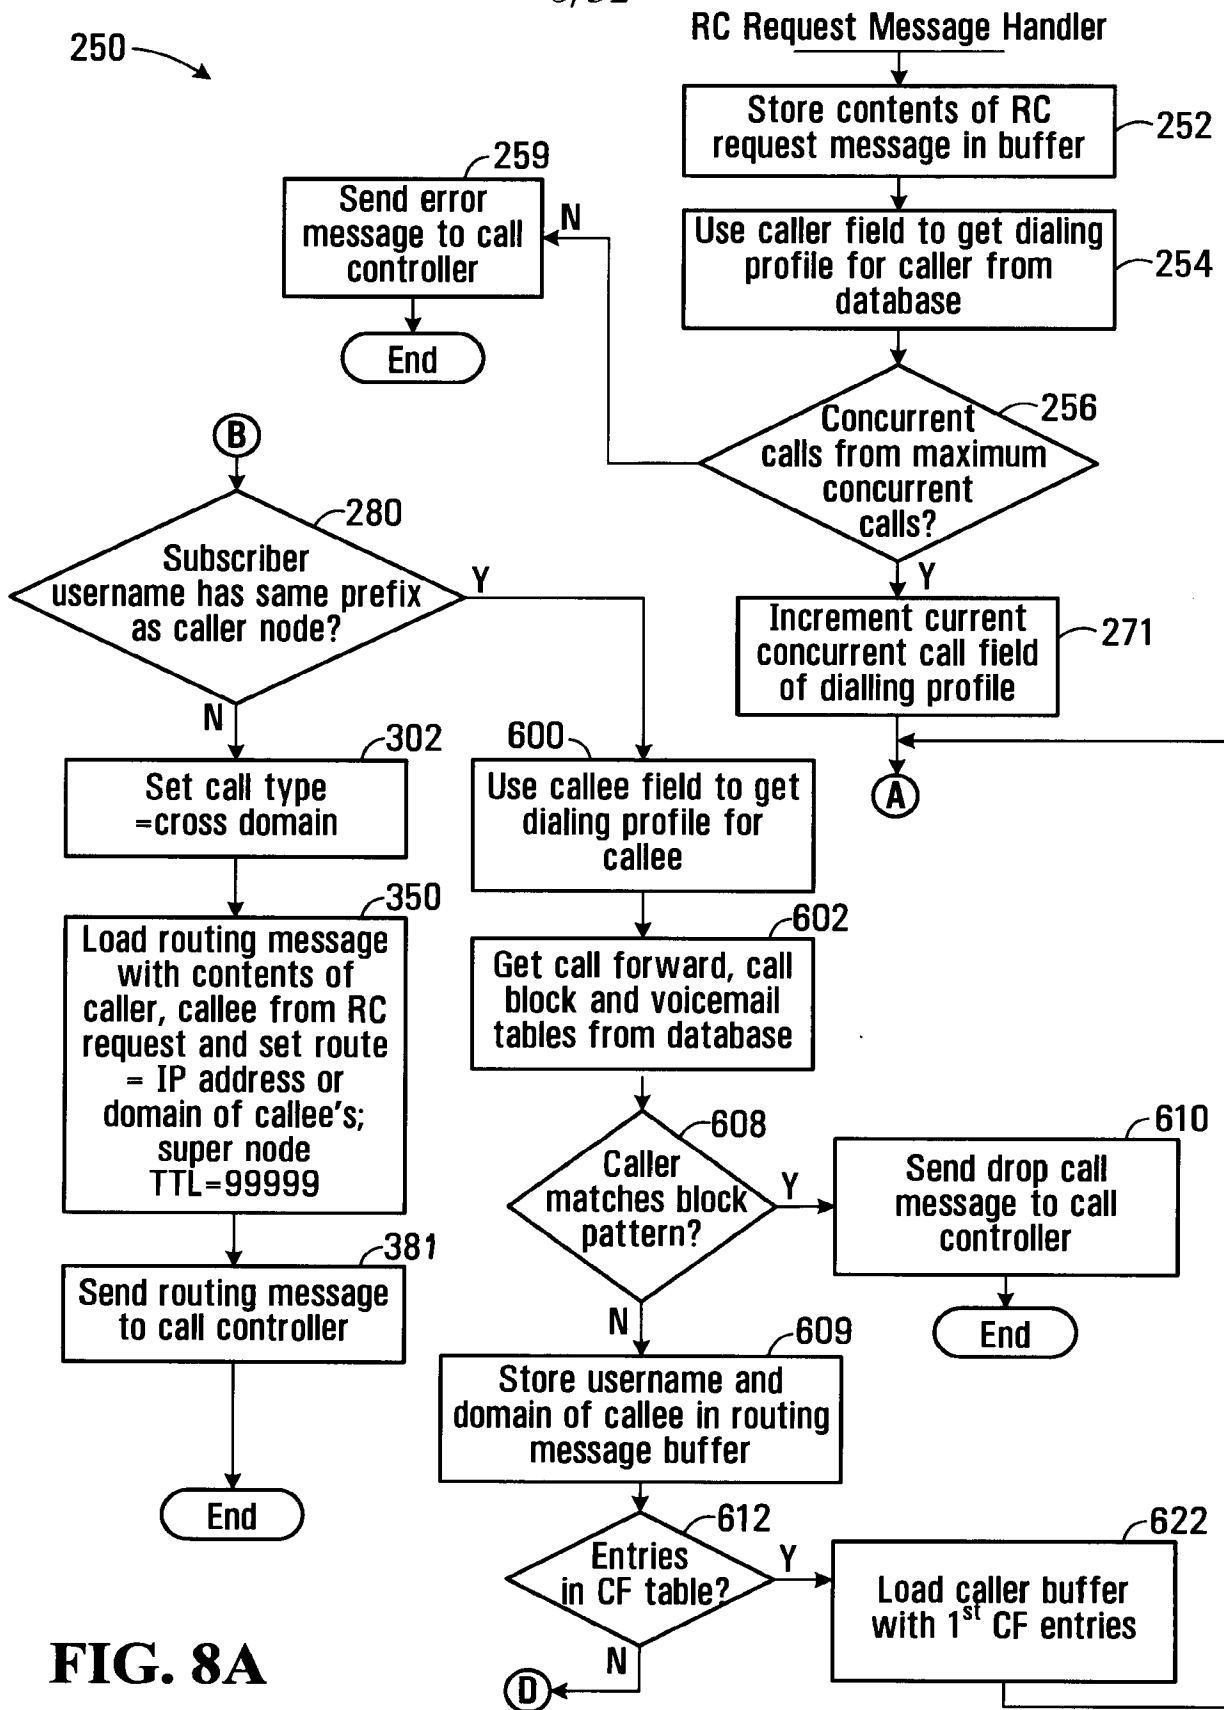 RC Request Message Handler
250
Store contents of RC
request message in buffer
252
Use caller field to get dialing
profile for caller from
database
254
259
Send error
message to call
controller
N
End
Concurrent
calls from maximum
concurrent
calls?
256
Y
Increment current
concurrent call field
of dialling profile
271
A
B
280
Subscriber
username has same prefix
as caller node?
Y
N
302
Set call type
=cross domain
350
Load routing message
with contents of
caller, callee from RC
request and set route
= IP address or
domain of callee's;
super node
TTL=99999
381
Send routing message
to call controller
End
600
Use callee field to get
dialing profile for
callee
602
Get call forward, call
block and voicemail
tables from database
608
Caller
matches block
pattern?
Y
610
Send drop call
message to call
controller
End
N
609
Store username and
domain of callee in routing
message buffer
612
Entries
in CF table?
Y
622
Load caller buffer
with 1st CF entries
N
D
FIG. 8A